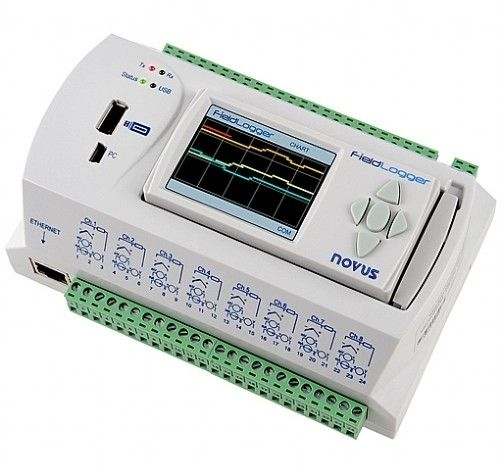 Tx Rx
Status USB
PC
ETHERNET
FieldLogger CHART
COM
FieldLogger
NOVUS
Ch.1 Ch.2 Ch.3 Ch.4 Ch.5 Ch.6 Ch.7 Ch.8
1 2 3 4 5 6 7 8 9 10 11 12 13 14 15 16 17 18 19 20 21 22 23 24